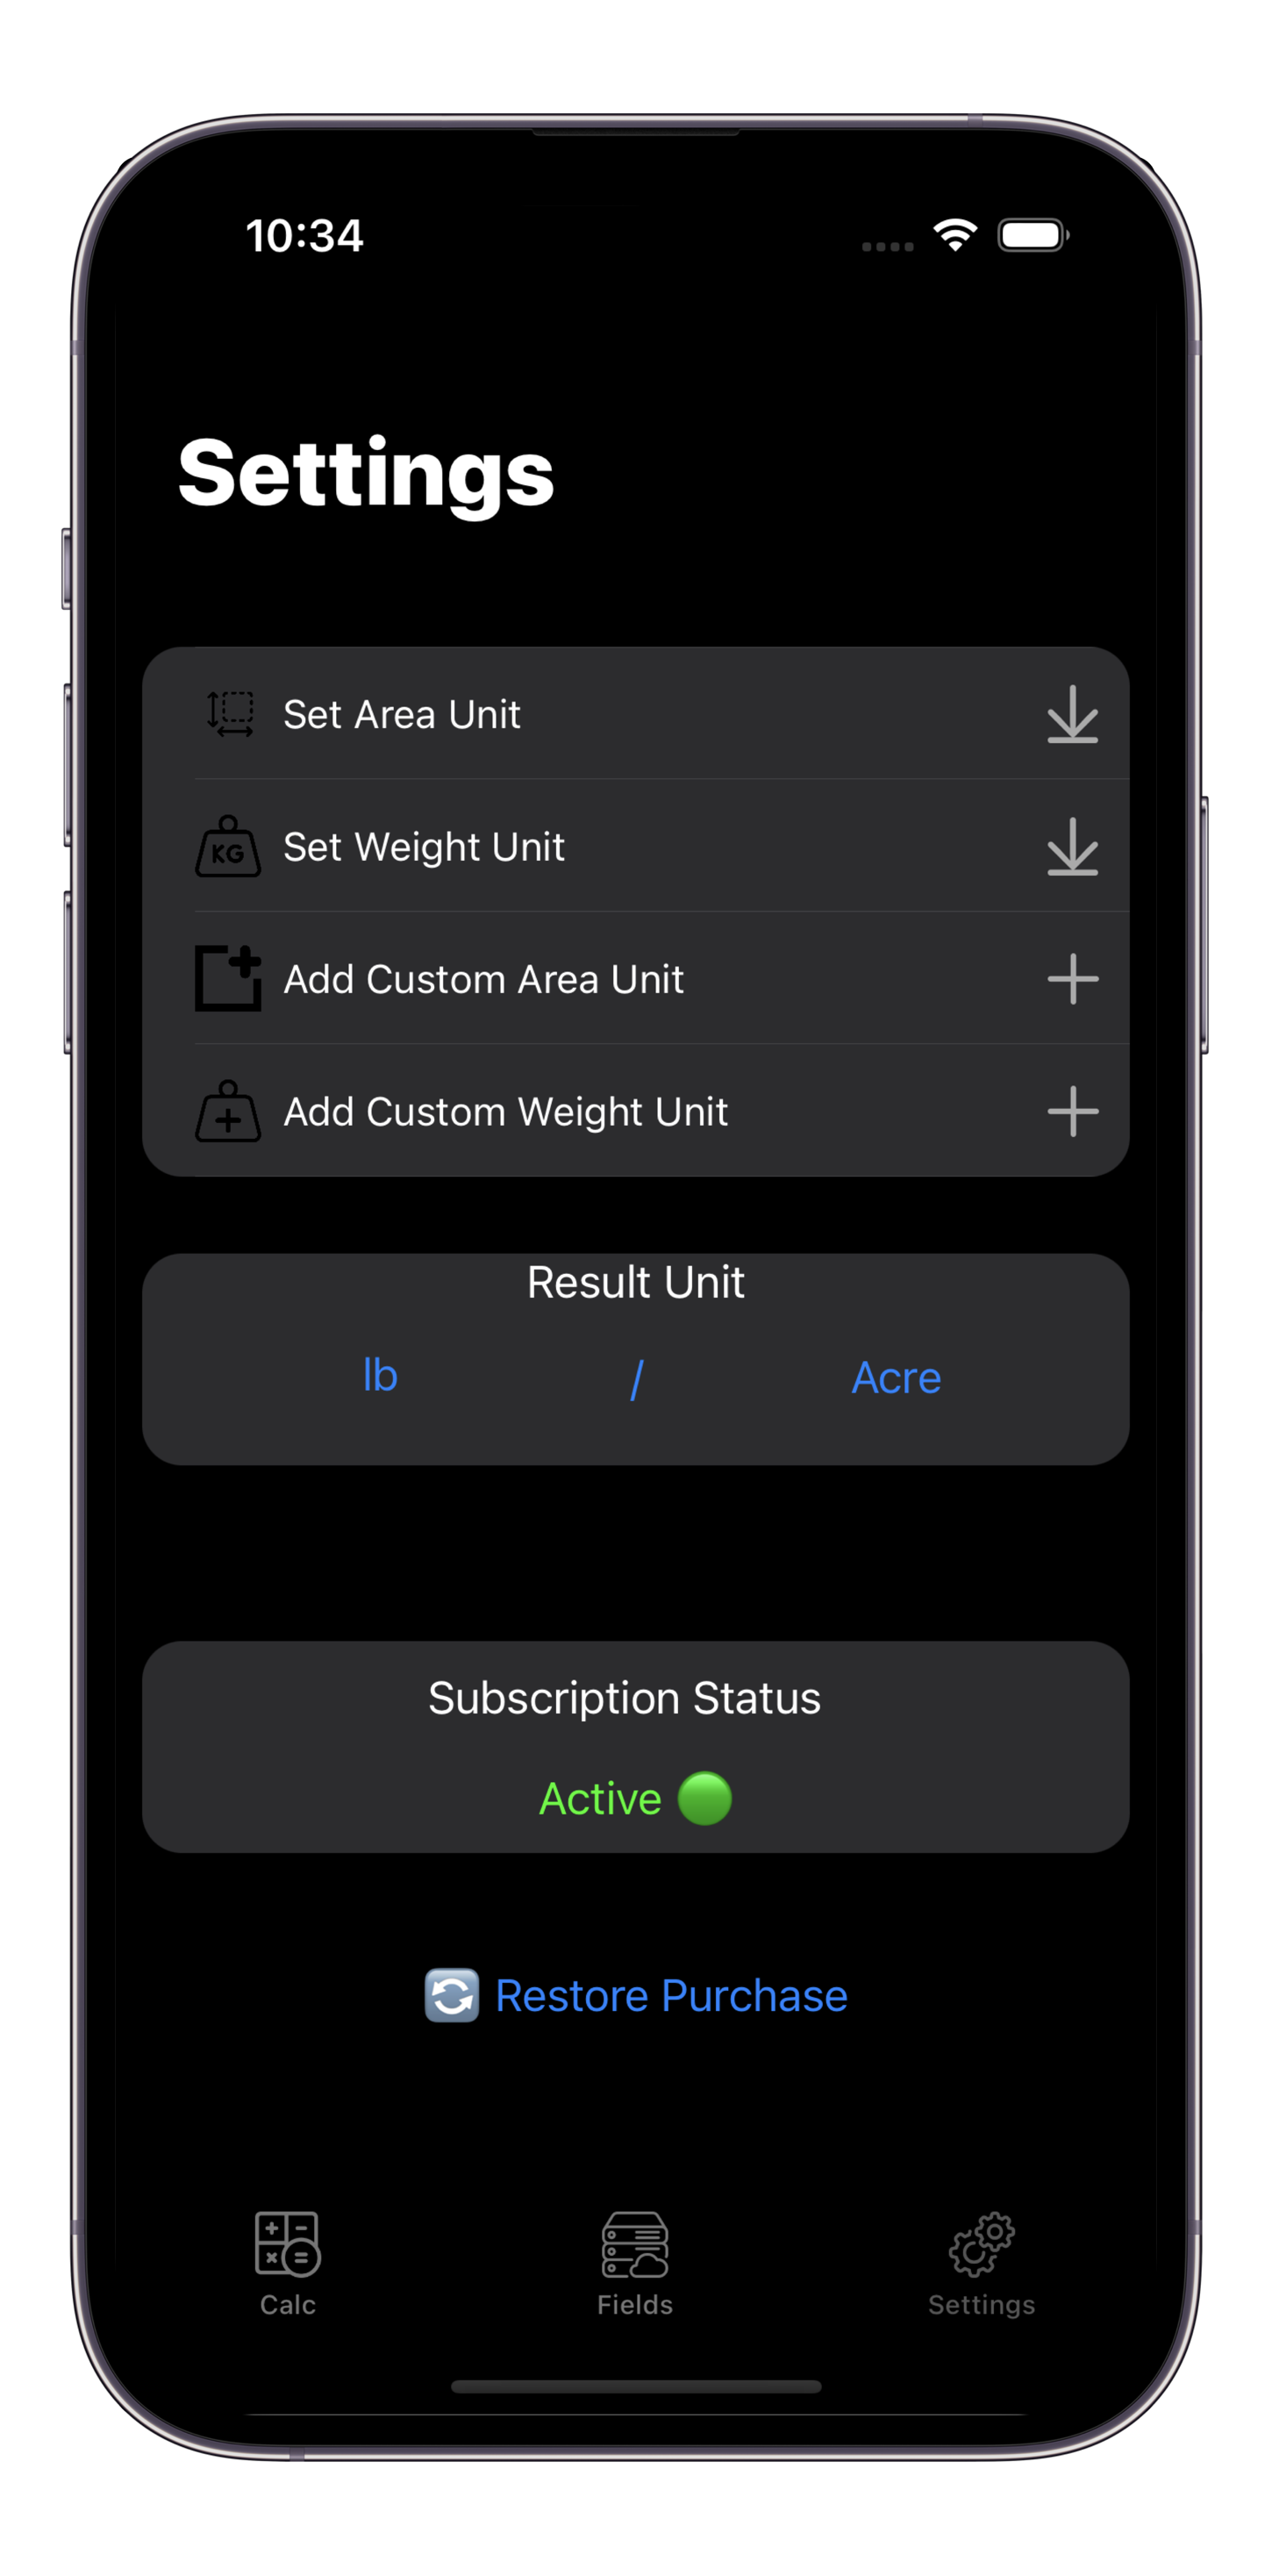 10:34
Settings
Set Area Unit
KG
Set Weight Unit
Add Custom Area Unit
Add Custom Weight Unit
Result Unit
lb / Acre
Subscription Status
Active
Restore Purchase
Calc Fields Settings